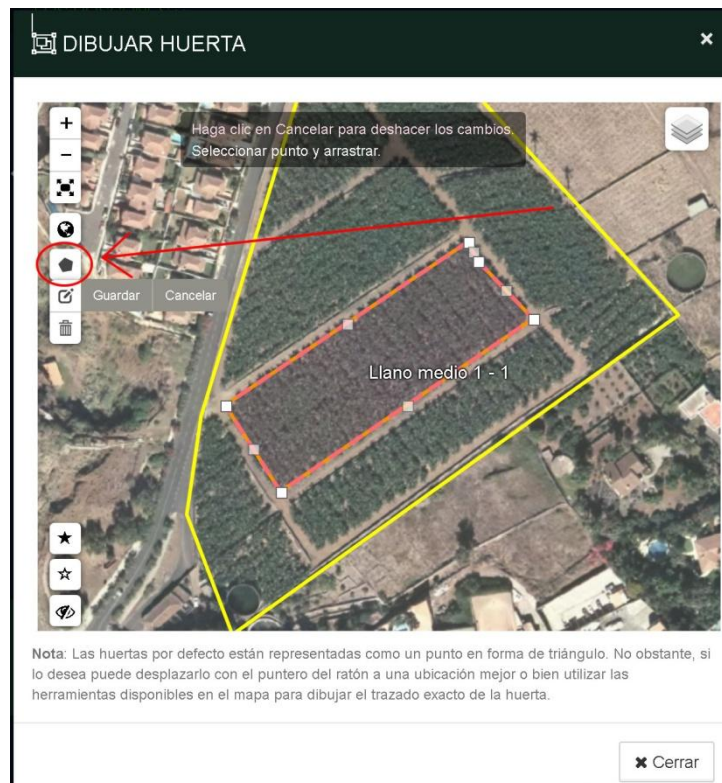 DIBUJAR HUERTA
×
+
−
Haga clic en Cancelar para deshacer los cambios.
Seleccionar punto y arrastrar.
Guardar Cancelar
Llano medio 1 - 1
Nota: Las huertas por defecto están representadas como un punto en forma de triángulo. No obstante, si
lo desea puede desplazarlo con el puntero del ratón a una ubicación mejor o bien utilizar las
herramientas disponibles en el mapa para dibujar el trazado exacto de la huerta.
✖ Cerrar